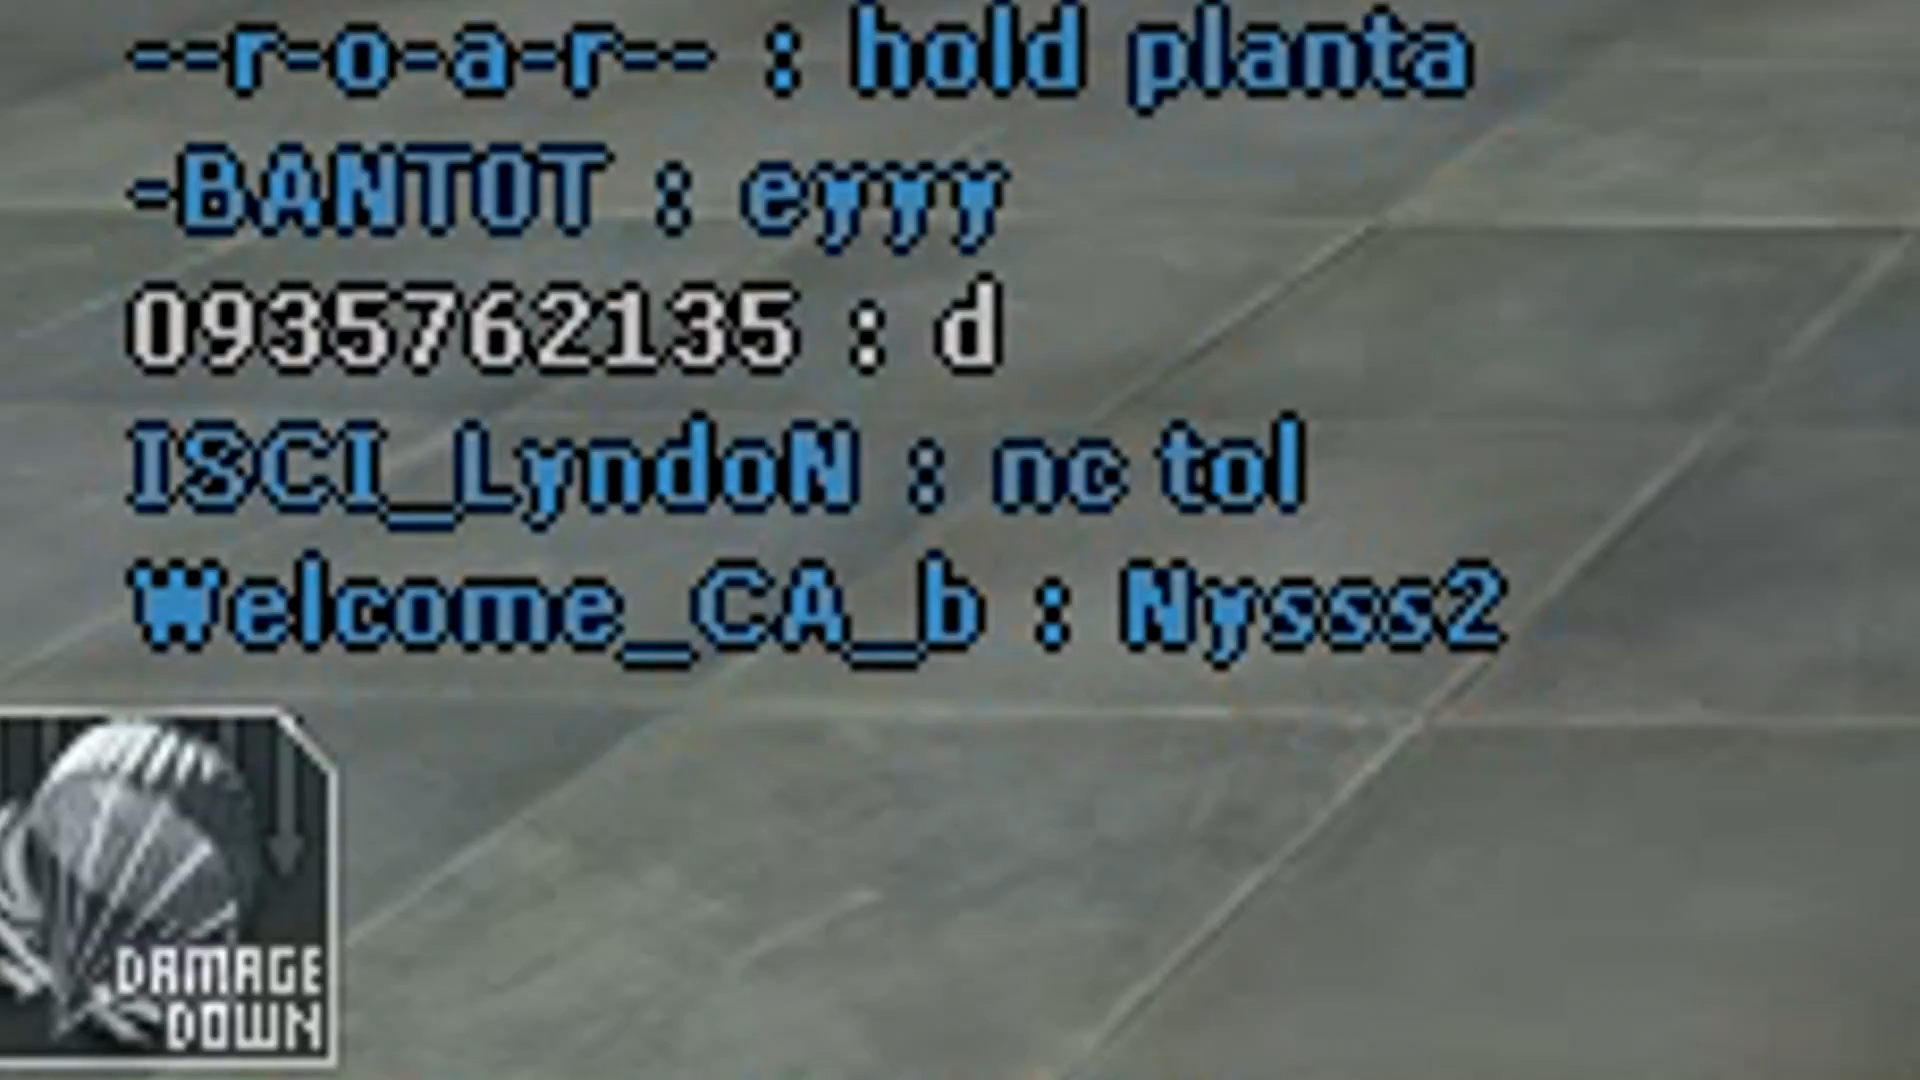 --r-o-a-r-- : hold planta
-BANTOT : eyyy
0935762135 : d
ISCI_LyndoN : nc tol
Welcome_CA_b : Nysss2
DAMAGE
DOWN